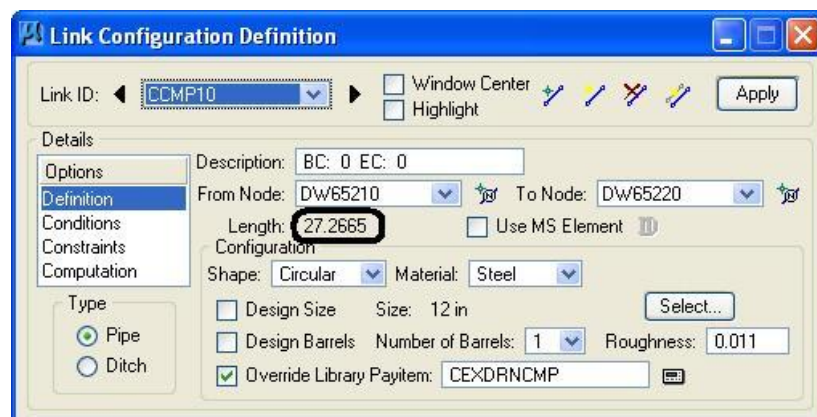 Link Configuration Definition
Link ID: CCMP10 Window Center Apply
Highlight
Details
Options Description: BC: 0 EC: 0
Definition From Node: DW65210 To Node: DW65220
Conditions Length: 27.2665 Use MS Element ID
Constraints Configuration
Computation Shape: Circular Material: Steel
Type Design Size Size: 12 in Select...
Pipe Design Barrels Number of Barrels: 1 Roughness: 0.011
Ditch Override Library Payitem: CEXDRNCMP